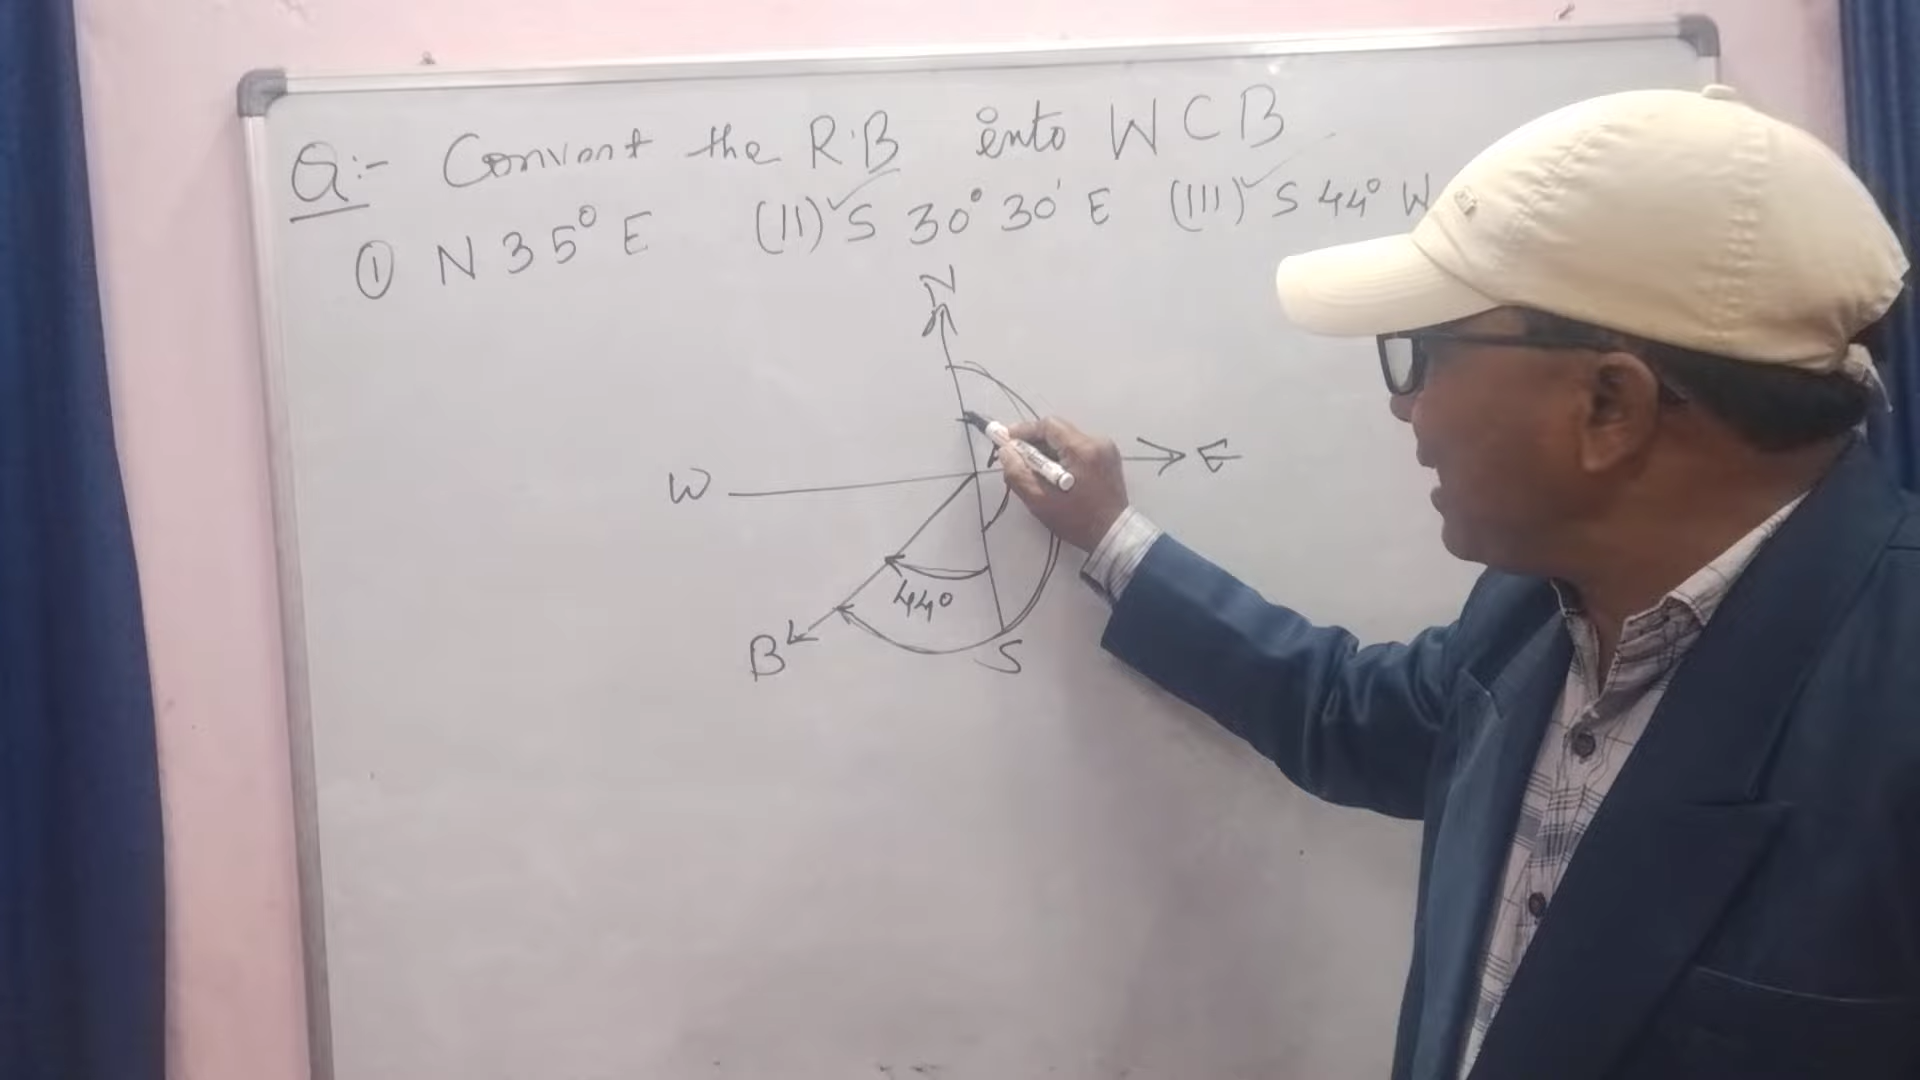 Q:- Convert the R.B into WCB
① N 35° E (II) S 30° 30' E (III) S 44° W
N
W E
44°
B S